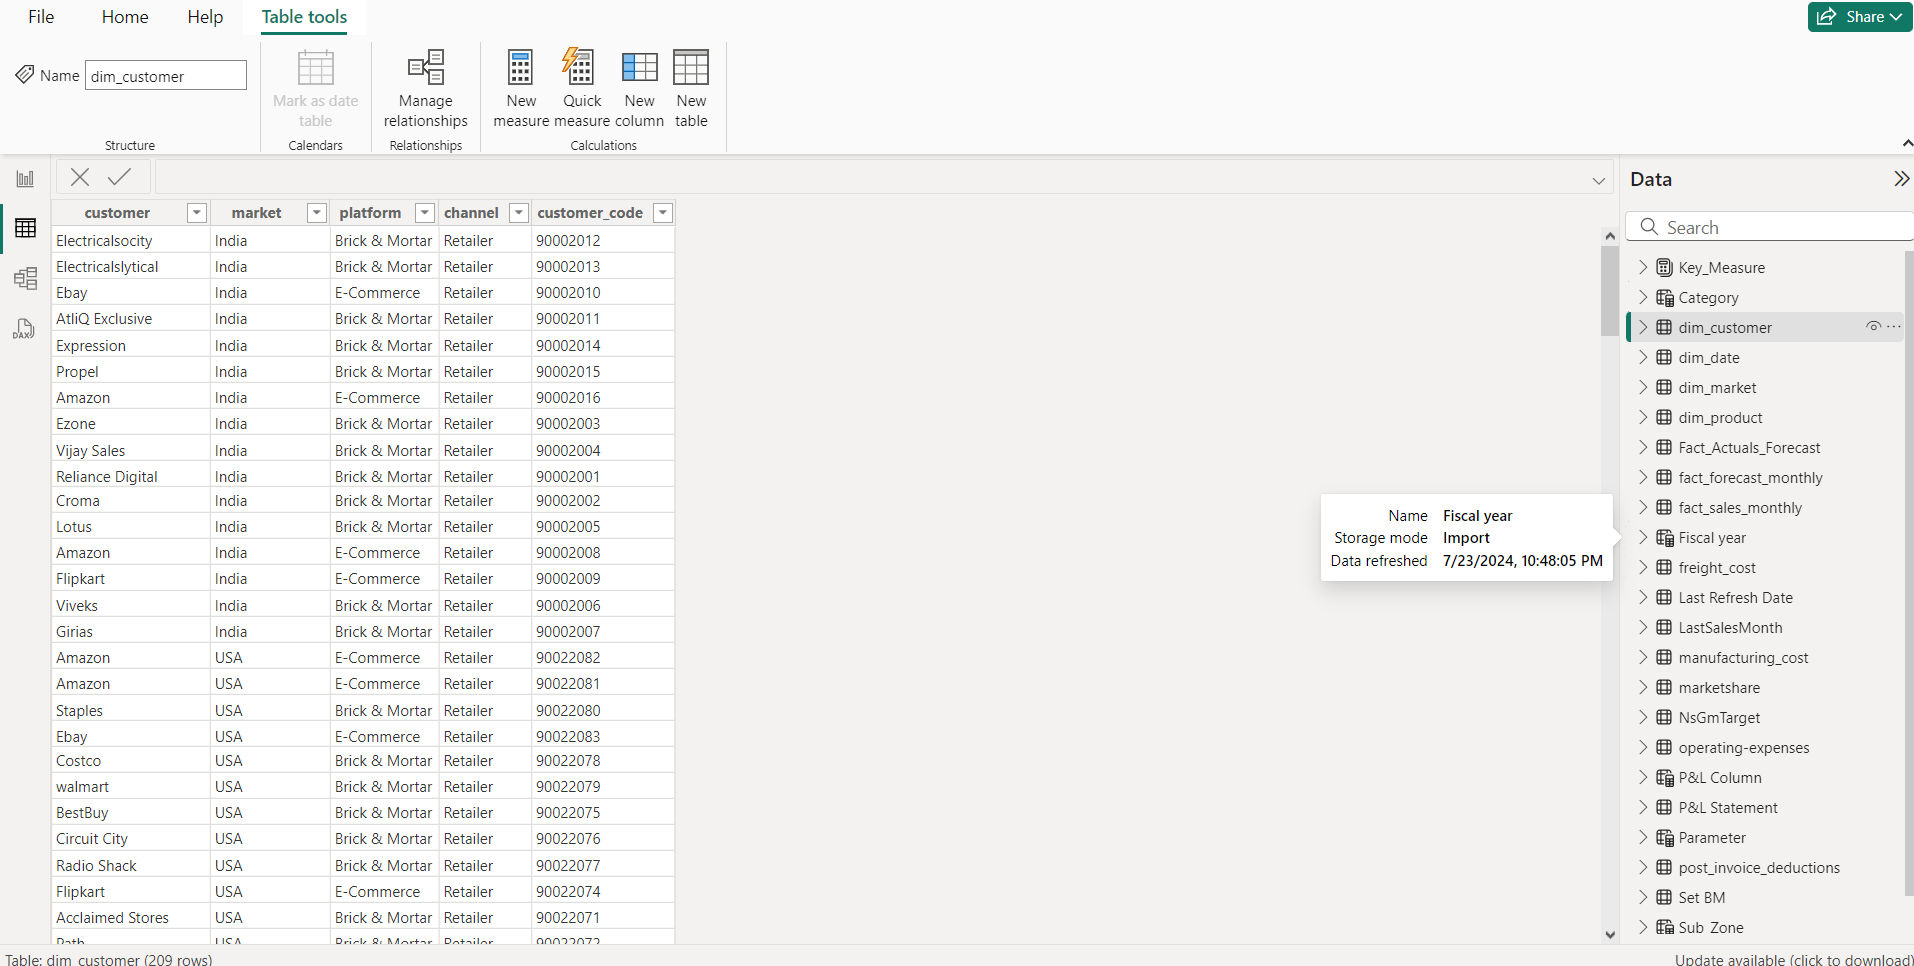 File Home Help Table tools Share
Name dim_customer
Mark as date table
Manage relationships
New measure
Quick measure
New column
New table
Structure Calendars Relationships Calculations
Data
Search
customer market platform channel customer_code
Electricalsocity India Brick & Mortar Retailer 90002012
Electricalslytical India Brick & Mortar Retailer 90002013
Ebay India E-Commerce Retailer 90002010
AtliQ Exclusive India Brick & Mortar Retailer 90002011
Expression India Brick & Mortar Retailer 90002014
Propel India Brick & Mortar Retailer 90002015
Amazon India E-Commerce Retailer 90002016
Ezone India Brick & Mortar Retailer 90002003
Vijay Sales India Brick & Mortar Retailer 90002004
Reliance Digital India Brick & Mortar Retailer 90002001
Croma India Brick & Mortar Retailer 90002002
Lotus India Brick & Mortar Retailer 90002005
Amazon India E-Commerce Retailer 90002008
Flipkart India E-Commerce Retailer 90002009
Viveks India Brick & Mortar Retailer 90002006
Girias India Brick & Mortar Retailer 90002007
Amazon USA E-Commerce Retailer 90022082
Amazon USA E-Commerce Retailer 90022081
Staples USA Brick & Mortar Retailer 90022080
Ebay USA E-Commerce Retailer 90022083
Costco USA Brick & Mortar Retailer 90022078
walmart USA Brick & Mortar Retailer 90022079
BestBuy USA Brick & Mortar Retailer 90022075
Circuit City USA Brick & Mortar Retailer 90022076
Radio Shack USA Brick & Mortar Retailer 90022077
Flipkart USA E-Commerce Retailer 90022074
Acclaimed Stores USA Brick & Mortar Retailer 90022071
Path USA Brick & Mortar Retailer 90022072
Name Fiscal year
Storage mode Import
Data refreshed 7/23/2024, 10:48:05 PM
Key_Measure
Category
dim_customer
dim_date
dim_market
dim_product
Fact_Actuals_Forecast
fact_forecast_monthly
fact_sales_monthly
Fiscal year
freight_cost
Last Refresh Date
LastSalesMonth
manufacturing_cost
marketshare
NsGmTarget
operating-expenses
P&L Column
P&L Statement
Parameter
post_invoice_deductions
Set BM
Sub Zone
DAX
Table: dim_customer (209 rows)
Update available (click to download)